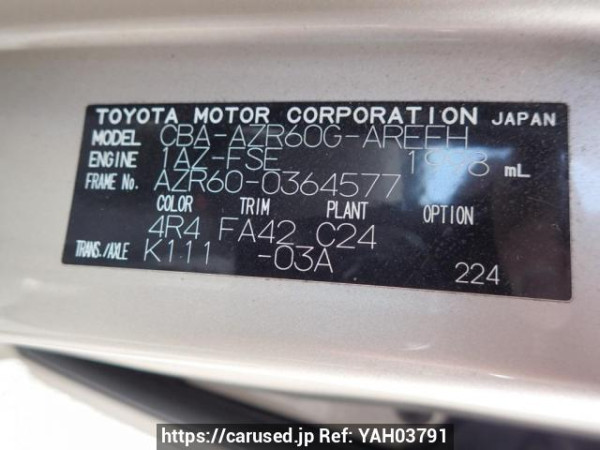 TOYOTA MOTOR CORPORATION JAPAN
MODEL CBA-AZR60G-AREEH
ENGINE 1AZ-FSE 1998 mL
FRAME No. AZR60-0364577
COLOR TRIM PLANT OPTION
4R4 FA42 C24
TRANS./AXLE K111 -03A
224
https://carused.jp Ref: YAH03791